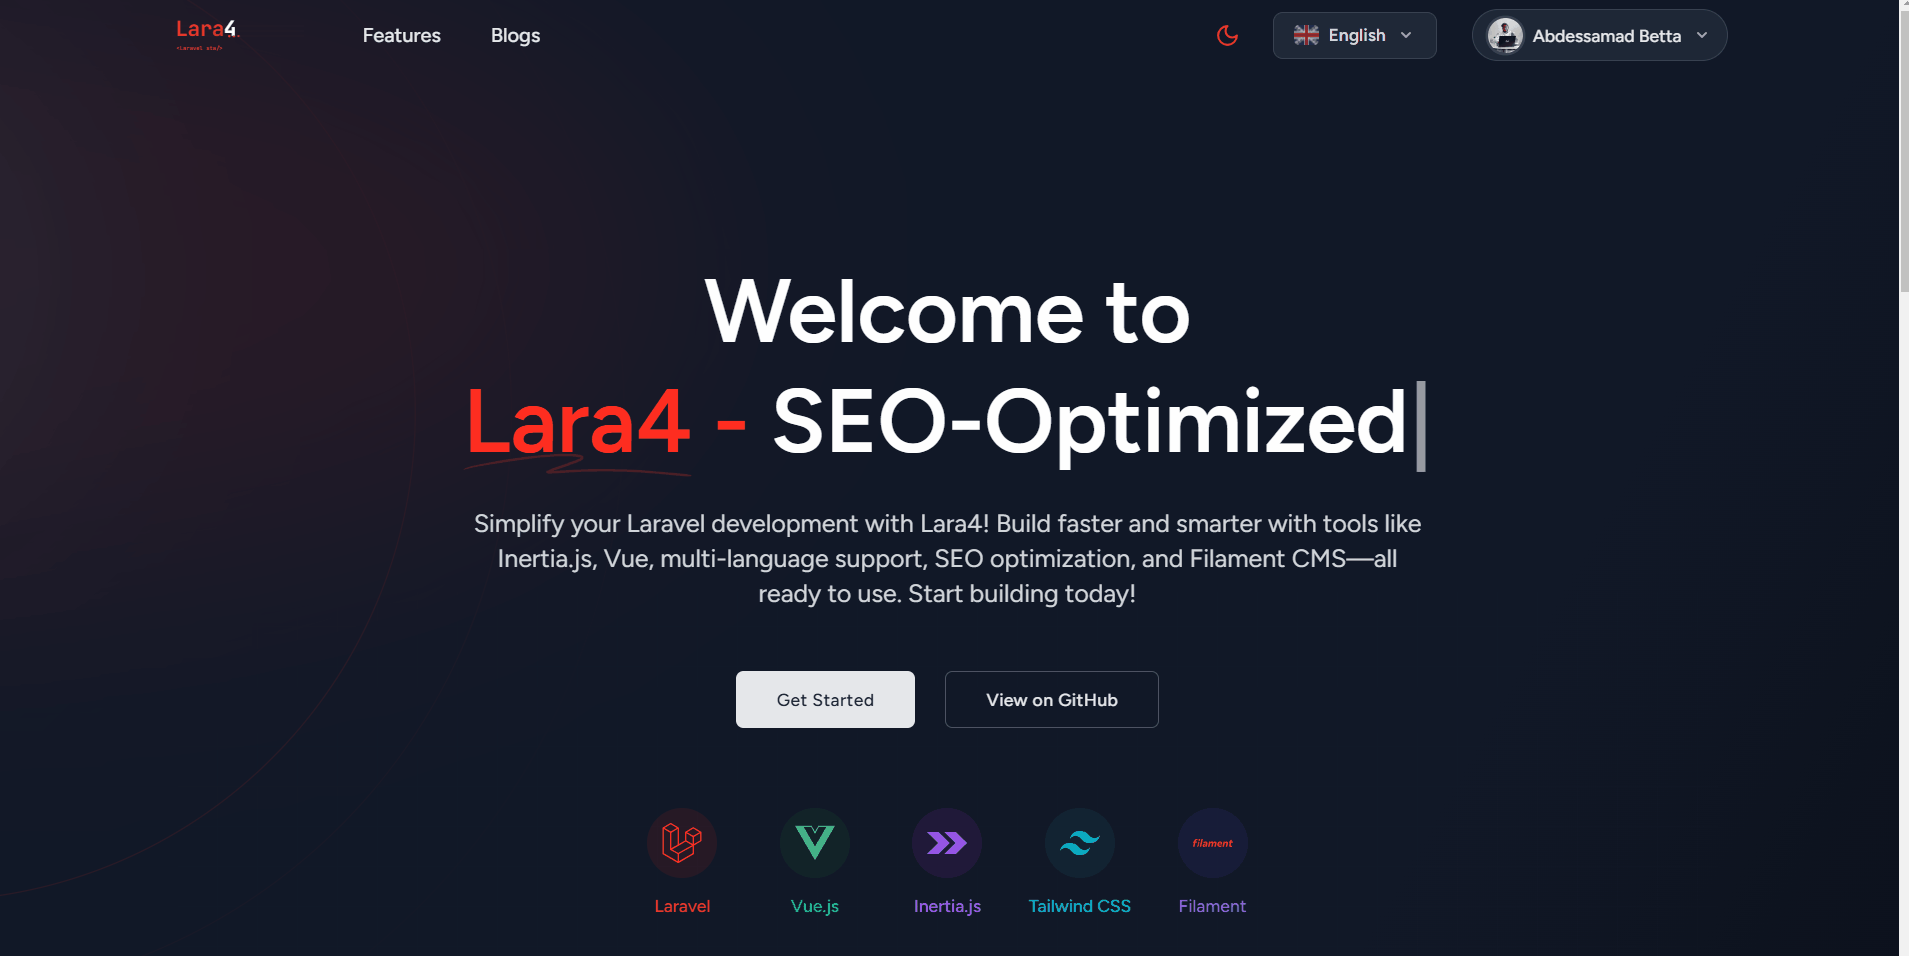 Lara4
<Laravel sta/>
Features
Blogs
English
Abdessamad Betta
Welcome to
Lara4 - SEO-Optimized
Simplify your Laravel development with Lara4! Build faster and smarter with tools like
Inertia.js, Vue, multi-language support, SEO optimization, and Filament CMS—all
ready to use. Start building today!
Get Started
View on GitHub
filament
Laravel
Vue.js
Inertia.js
Tailwind CSS
Filament